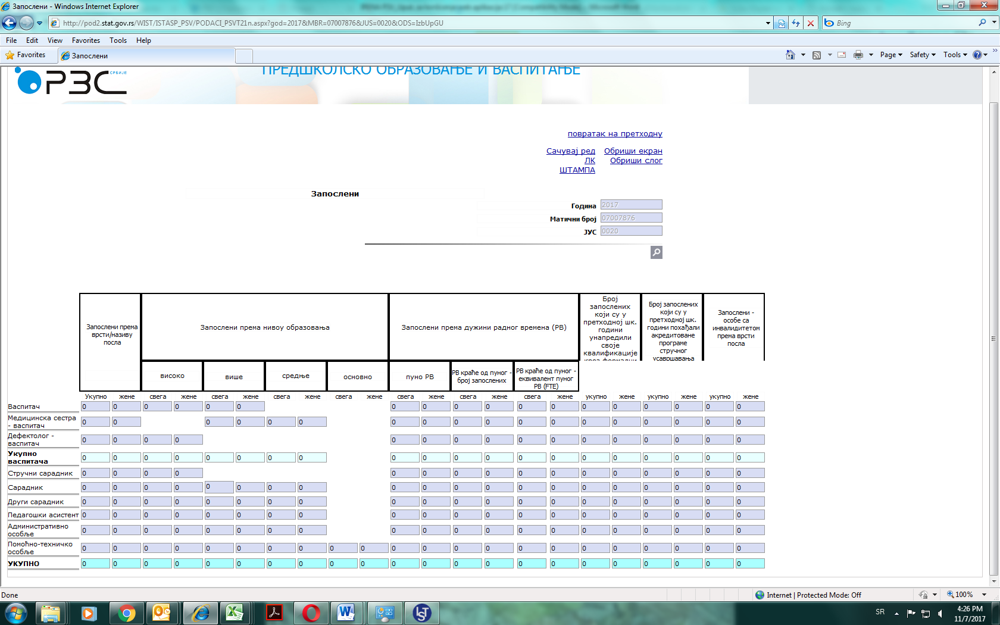 Запослени - Windows Internet Explorer
http://pod2.stat.gov.rs/WIST/ISTASP_PSV/PODACI_PSVT21n.aspx?god=2017&MBR=07007876&JUS=0020&ODS=IzbUpGU
Bing
File Edit View Favorites Tools Help
Favorites
Запослени
Page Safety Tools
РЗС СРБИЈЕ
ПРЕДШКОЛСКО ОБРАЗОВАЊЕ И ВАСПИТАЊЕ
повратак на претходну
Сачувај ред Обриши екран
ЛК Обриши слог
ШТАМПА
Запослени
Година 2017
Матични број 07007876
ЈУС 0020
Запослени према
врсти/називу
посла
Запослени према нивоу образовања
Запослени према дужини радног времена (РВ)
Број
запослених
који су у
претходној шк.
години
унапредили
своје
квалификације
кроз формални
Број запослених
који су у
претходној шк.
години похађали
акредитоване
програме
стручног
усавршавања
Запослени -
особе са
инвалидитетом
према врсти
посла
високо
више
средње
основно
пуно РВ
РВ краће од пуног -
број запослених
РВ краће од пуног -
еквивалент пуног
РВ (FTE)
Укупно жене свега жене свега жене свега жене свега жене свега жене свега жене свега жене укупно жене укупно жене укупно жене
Васпитач 0 0 0 0 0 0 0 0 0 0 0 0 0 0 0 0 0 0
Медицинска сестра
- васпитач 0 0 0 0 0 0 0 0 0 0 0 0 0 0 0 0 0 0
Дефектолог -
васпитач 0 0 0 0 0 0 0 0 0 0 0 0 0 0 0 0
Укупно
васпитача 0 0 0 0 0 0 0 0 0 0 0 0 0 0 0 0 0 0 0 0
Стручни сарадник 0 0 0 0 0 0 0 0 0 0 0 0 0 0 0 0
Сарадник 0 0 0 0 0 0 0 0 0 0 0 0 0 0 0 0 0 0 0 0
Други сарадник 0 0 0 0 0 0 0 0 0 0 0 0 0 0 0 0 0 0 0 0
Педагошки асистент 0 0 0 0 0 0 0 0 0 0 0 0 0 0 0 0 0 0 0 0
Административно
особље 0 0 0 0 0 0 0 0 0 0 0 0 0 0 0 0 0 0 0 0
Помоћно-техничко
особље 0 0 0 0 0 0 0 0 0 0 0 0 0 0 0 0 0 0 0 0 0 0
УКУПНО 0 0 0 0 0 0 0 0 0 0 0 0 0 0 0 0 0 0 0 0 0 0
Done
Internet | Protected Mode: Off
100%
SR
4:26 PM
11/7/2017